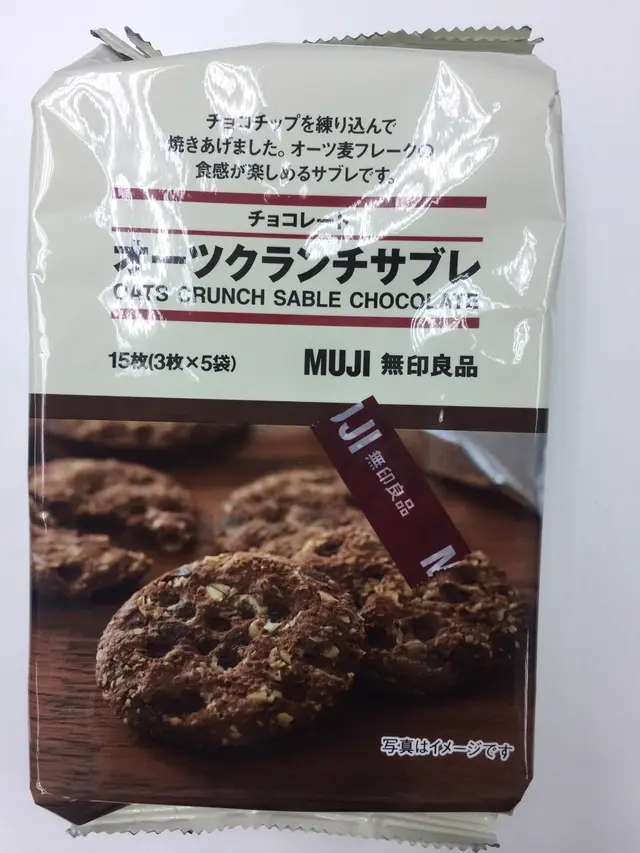 チョコチップを練り込んで
焼きあげました。オーツ麦フレークの
食感が楽しめるサブレです。
チョコレート
オーツクランチサブレ
OATS CRUNCH SABLE CHOCOLATE
15枚(3枚×5袋)
MUJI 無印良品
JJI
無印良品
M
写真はイメージです